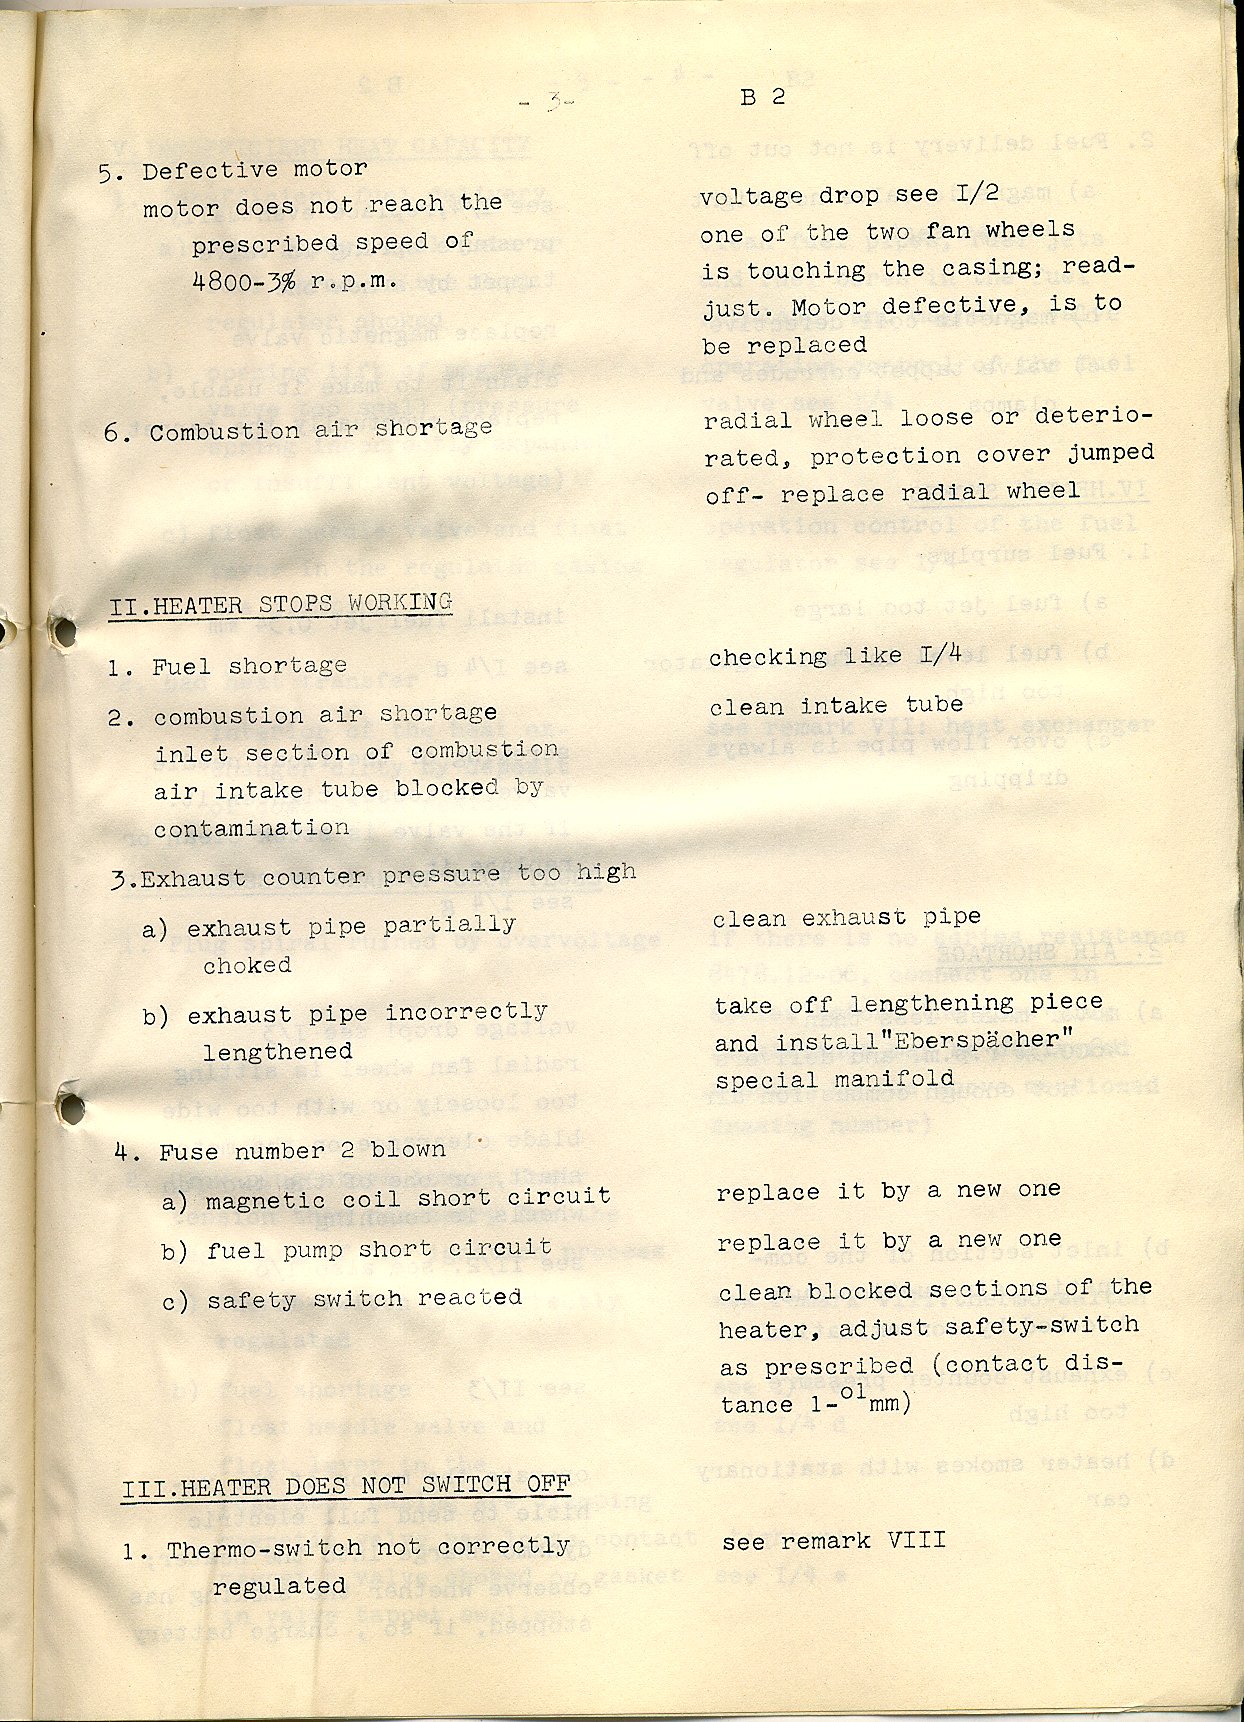 - 3-
B 2
5. Defective motor
motor does not reach the
prescribed speed of
4800-3% r.p.m.
voltage drop see I/2
one of the two fan wheels
is touching the casing; read-
just. Motor defective, is to
be replaced
6. Combustion air shortage
radial wheel loose or deterio-
rated, protection cover jumped
off- replace radial wheel
II.HEATER STOPS WORKING
1. Fuel shortage
checking like I/4
2. combustion air shortage
inlet section of combustion
air intake tube blocked by
contamination
clean intake tube
3.Exhaust counter pressure too high
a) exhaust pipe partially
choked
clean exhaust pipe
b) exhaust pipe incorrectly
lengthened
take off lengthening piece
and install"Eberspächer"
special manifold
4. Fuse number 2 blown
a) magnetic coil short circuit
replace it by a new one
b) fuel pump short circuit
replace it by a new one
c) safety switch reacted
clean blocked sections of the
heater, adjust safety-switch
as prescribed (contact dis-
tance 1-01mm)
III.HEATER DOES NOT SWITCH OFF
1. Thermo-switch not correctly
regulated
see remark VIII